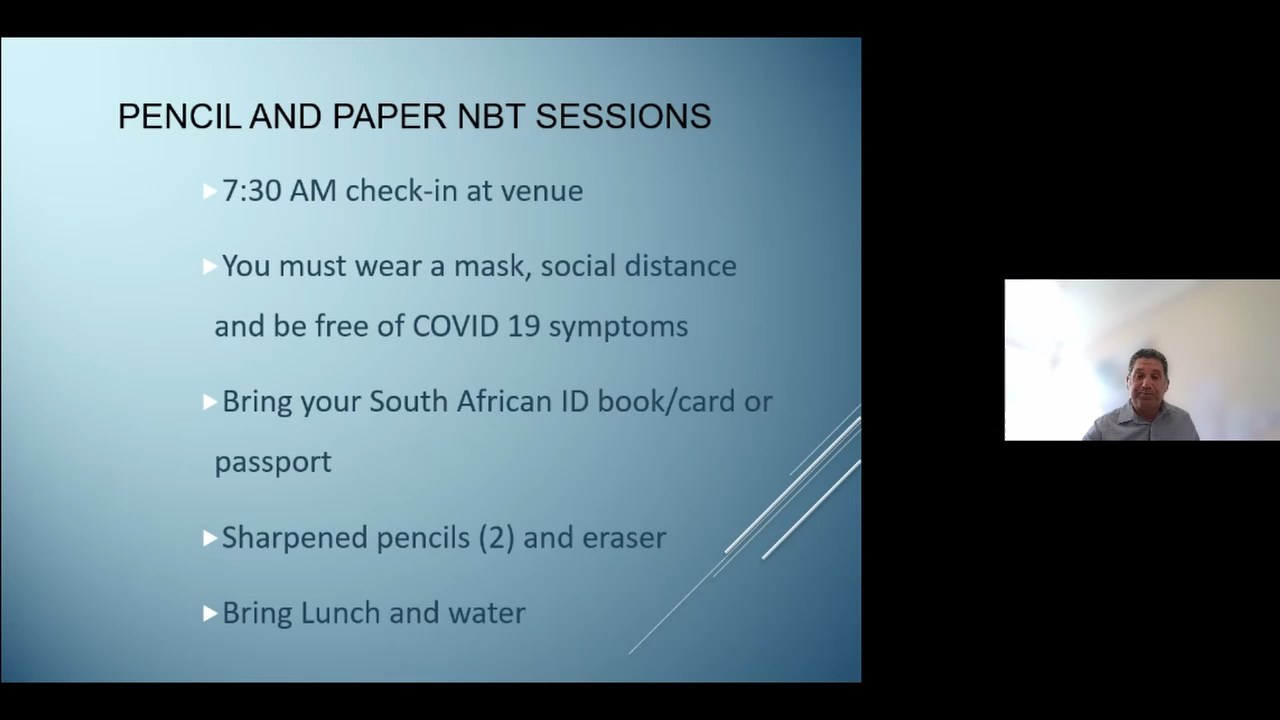 PENCIL AND PAPER NBT SESSIONS
7:30 AM check-in at venue
You must wear a mask, social distance
and be free of COVID 19 symptoms
Bring your South African ID book/card or
passport
Sharpened pencils (2) and eraser
Bring Lunch and water